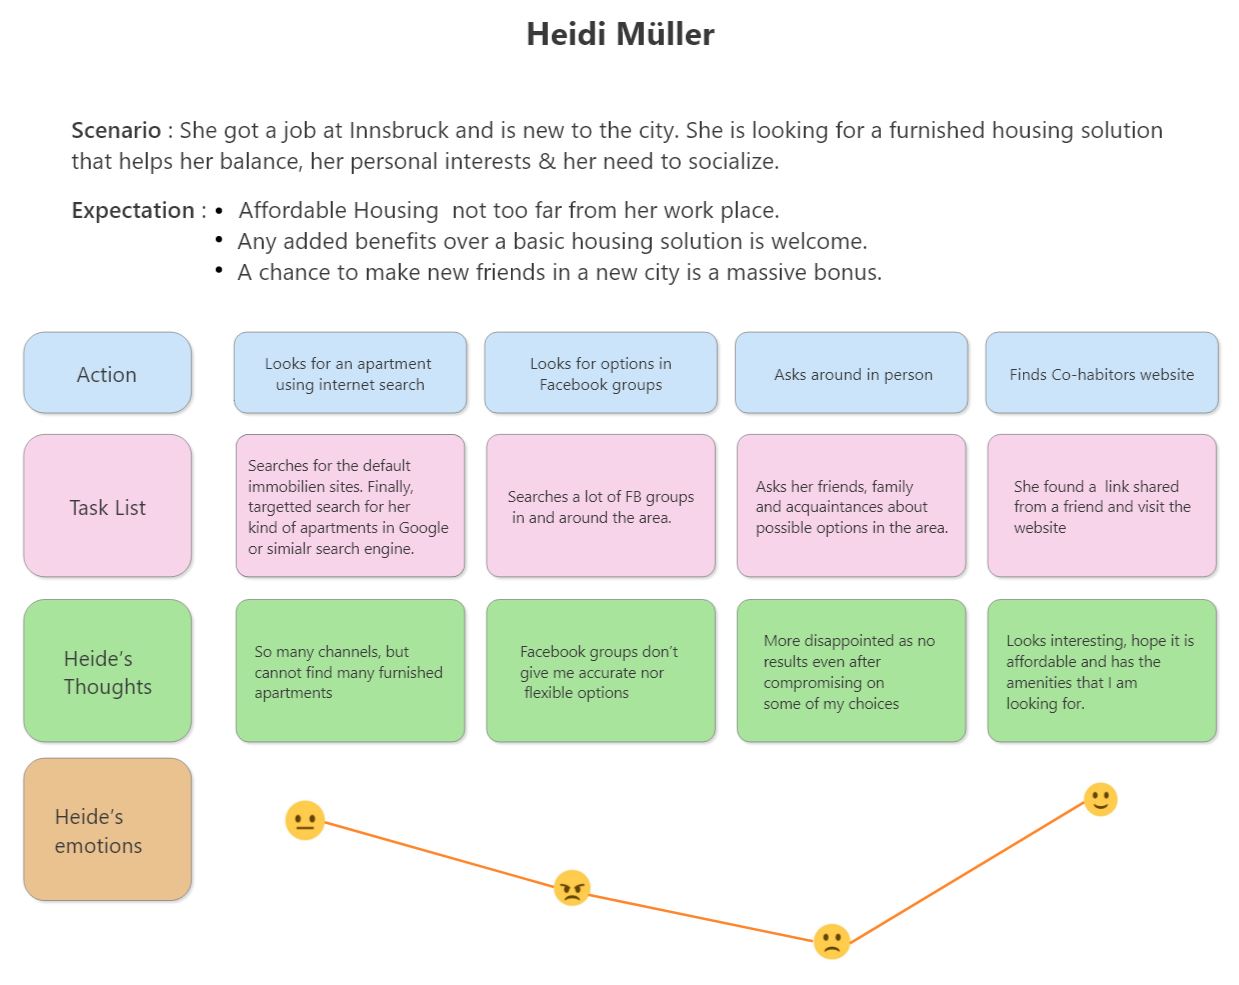 Heidi Müller
Scenario : She got a job at Innsbruck and is new to the city. She is looking for a furnished housing solution
that helps her balance, her personal interests & her need to socialize.
Expectation : • Affordable Housing  not too far from her work place.
• Any added benefits over a basic housing solution is welcome.
• A chance to make new friends in a new city is a massive bonus.
Action
Looks for an apartment
using internet search
Looks for options in
Facebook groups
Asks around in person
Finds Co-habitors website
Task List
Searches for the default
immobilien sites. Finally,
targetted search for her
kind of apartments in Google
or simialr search engine.
Searches a lot of FB groups
in and around the area.
Asks her friends, family
and acquaintances about
possible options in the area.
She found a  link shared
from a friend and visit the
website
Heide's
Thoughts
So many channels, but
cannot find many furnished
apartments
Facebook groups don't
give me accurate nor
flexible options
More disappointed as no
results even after
compromising on
some of my choices
Looks interesting, hope it is
affordable and has the
amenities that I am
looking for.
Heide's
emotions